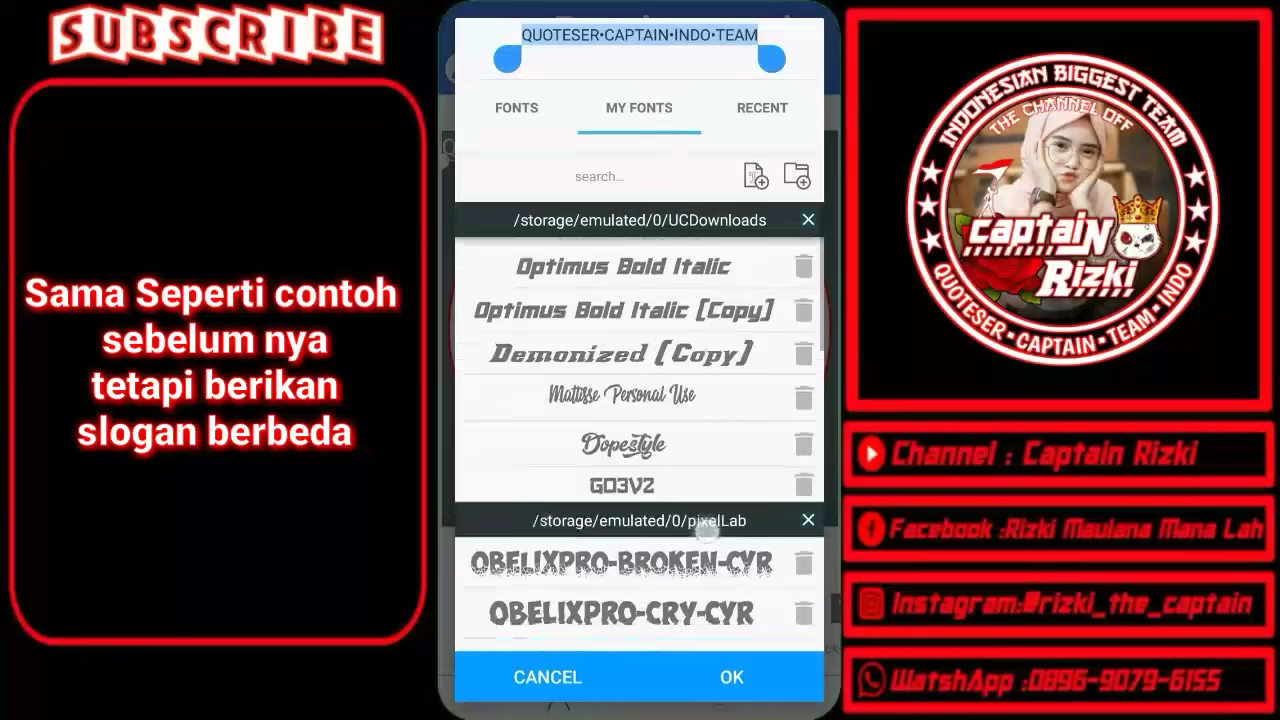 SUBSCRIBE
Sama Seperti contoh
sebelum nya
tetapi berikan
slogan berbeda
QUOTESER•CAPTAIN•INDO•TEAM
FONTS MY FONTS RECENT
search...
/storage/emulated/0/UCDownloads
Optimus Bold Italic
Optimus Bold Italic (Copy)
Demonized (Copy)
Mattisse Personal Use
Dopestyle
GO3V2
/storage/emulated/0/pixelLab
OBELIXPRO-BROKEN-CYR
OBELIXPRO-CRY-CYR
CANCEL OK
INDONESIAN BIGGEST TEAM
THE CHANNEL OFF
Captain
Rizki
QUOTESER • CAPTAIN • TEAM • INDO
Channel : Captain Rizki
Facebook :Rizki Maulana Mana Lah
Instagram:@rizki_the_captain
WatshApp :0896-9079-6155